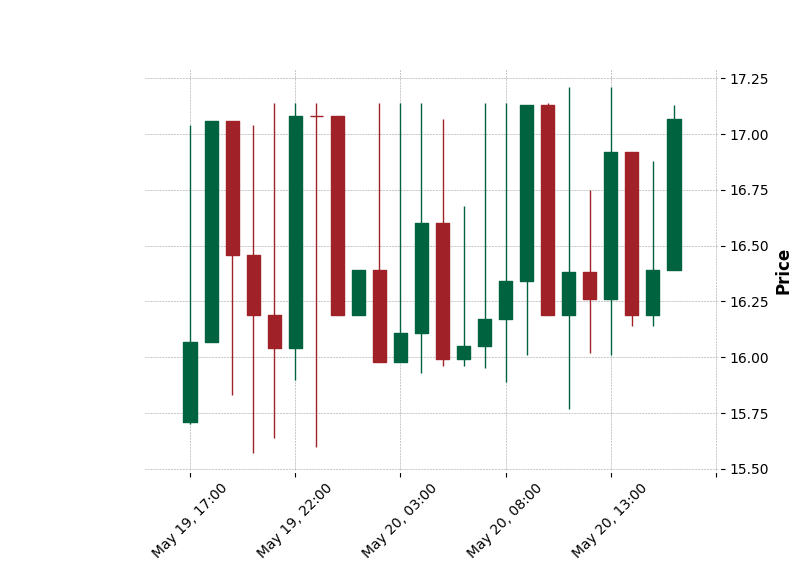 17.25
17.00
16.75
16.50
16.25
16.00
15.75
15.50
Price
May 19, 17:00
May 19, 22:00
May 20, 03:00
May 20, 08:00
May 20, 13:00